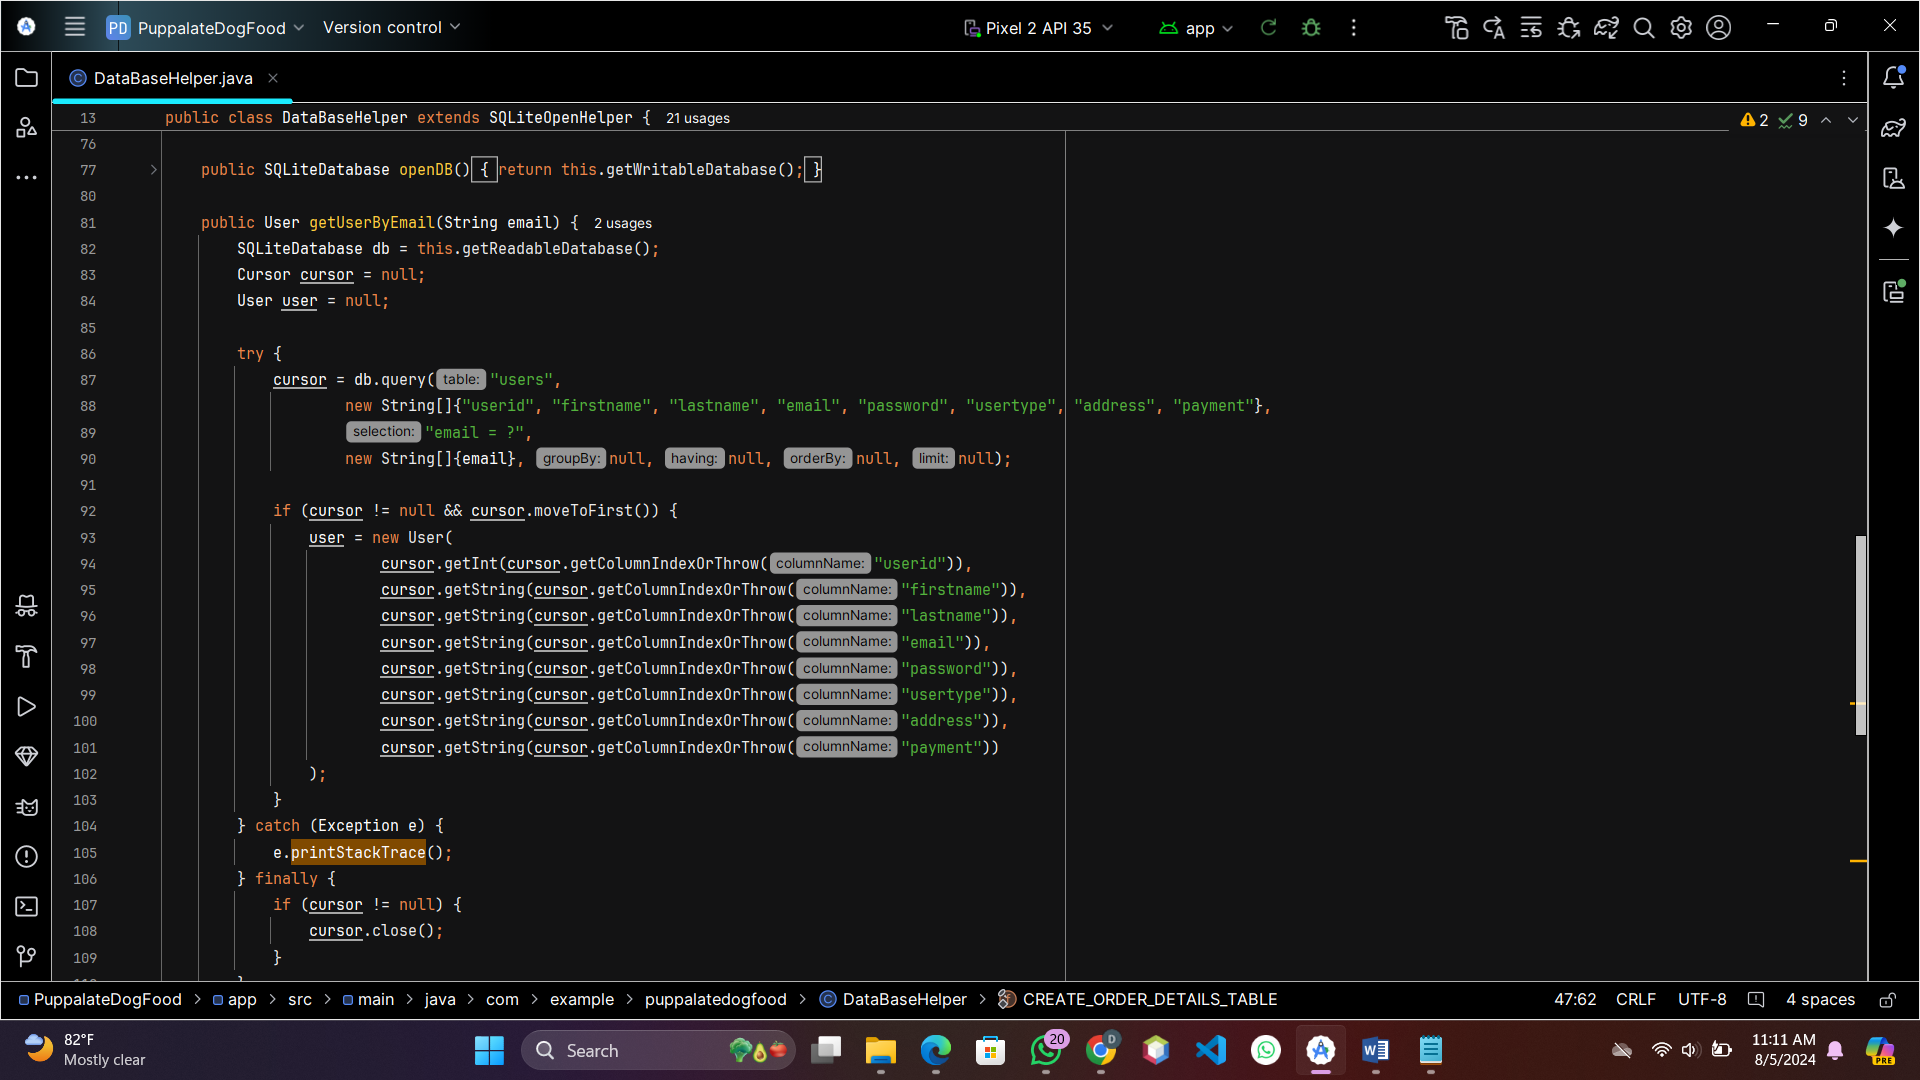 PD PuppalateDogFood Version control Pixel 2 API 35 app
DataBaseHelper.java
13 public class DataBaseHelper extends SQLiteOpenHelper { 21 usages
2 9
76
77 public SQLiteDatabase openDB() { return this.getWritableDatabase(); }
80
81 public User getUserByEmail(String email) { 2 usages
82 SQLiteDatabase db = this.getReadableDatabase();
83 Cursor cursor = null;
84 User user = null;
85
86 try {
87 cursor = db.query( table: "users",
88 new String[]{"userid", "firstname", "lastname", "email", "password", "usertype", "address", "payment"},
89 selection: "email = ?",
90 new String[]{email}, groupBy: null, having: null, orderBy: null, limit: null);
91
92 if (cursor != null && cursor.moveToFirst()) {
93 user = new User(
94 cursor.getInt(cursor.getColumnIndexOrThrow( columnName: "userid")),
95 cursor.getString(cursor.getColumnIndexOrThrow( columnName: "firstname")),
96 cursor.getString(cursor.getColumnIndexOrThrow( columnName: "lastname")),
97 cursor.getString(cursor.getColumnIndexOrThrow( columnName: "email")),
98 cursor.getString(cursor.getColumnIndexOrThrow( columnName: "password")),
99 cursor.getString(cursor.getColumnIndexOrThrow( columnName: "usertype")),
100 cursor.getString(cursor.getColumnIndexOrThrow( columnName: "address")),
101 cursor.getString(cursor.getColumnIndexOrThrow( columnName: "payment"))
102 );
103 }
104 } catch (Exception e) {
105 e.printStackTrace();
106 } finally {
107 if (cursor != null) {
108 cursor.close();
109 }
PuppalateDogFood > app > src > main > java > com > example > puppalatedogfood > DataBaseHelper > CREATE_ORDER_DETAILS_TABLE 47:62 CRLF UTF-8 4 spaces
82°F
Mostly clear
Search
20
D
11:11 AM
8/5/2024
PRE